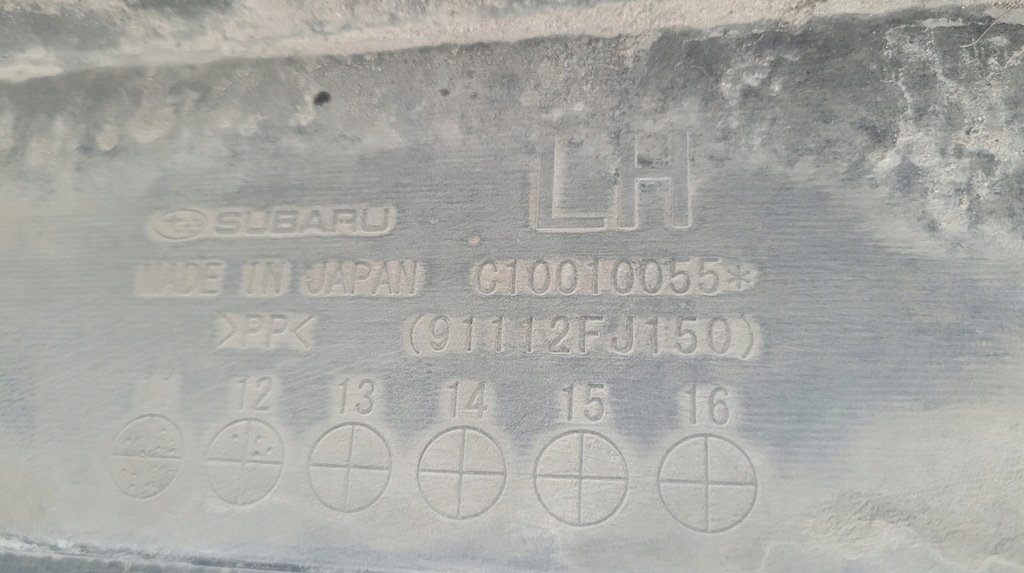 LH
SUBARU
MADE IN JAPAN C10010055*
>PP< (91112FJ150)
11 12 13 14 15 16